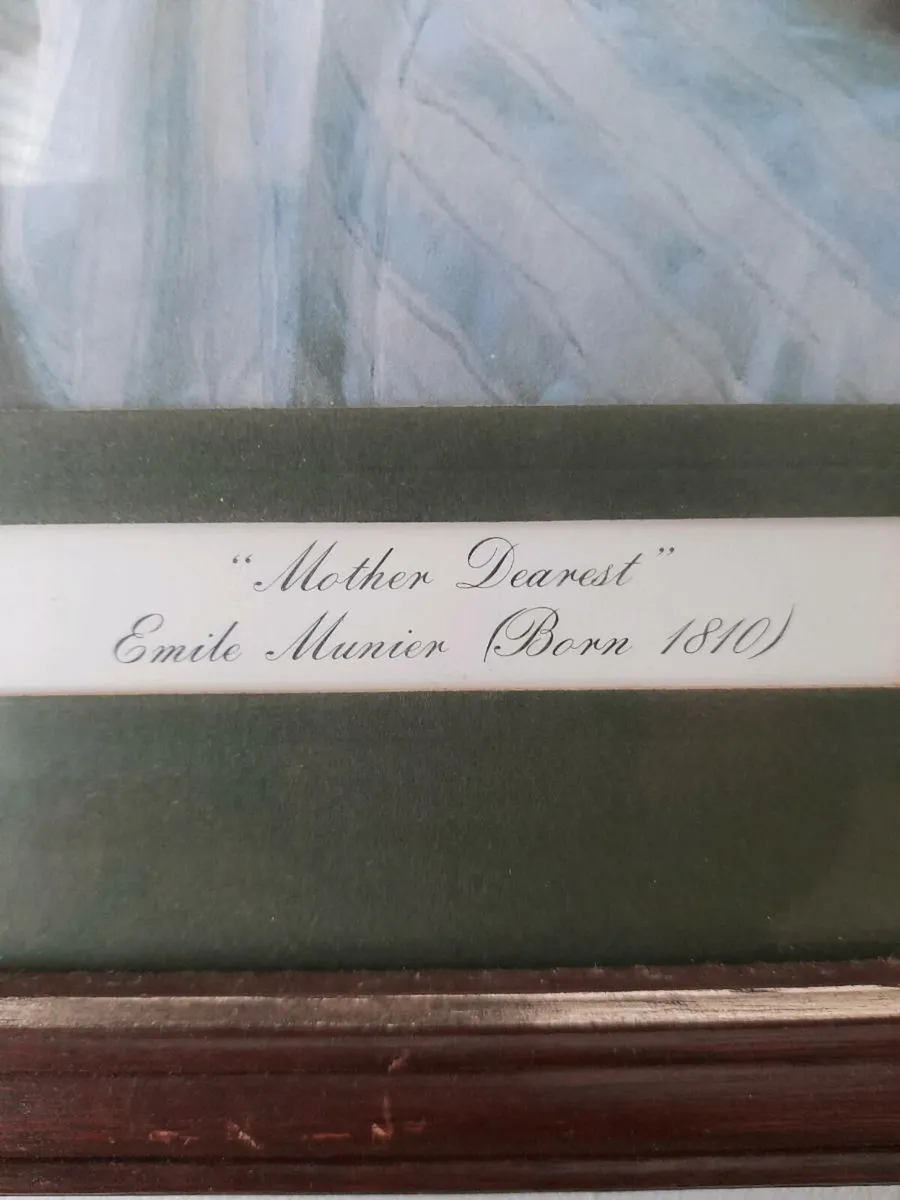 “Mother Dearest”
Emile Munier (Born 1810)